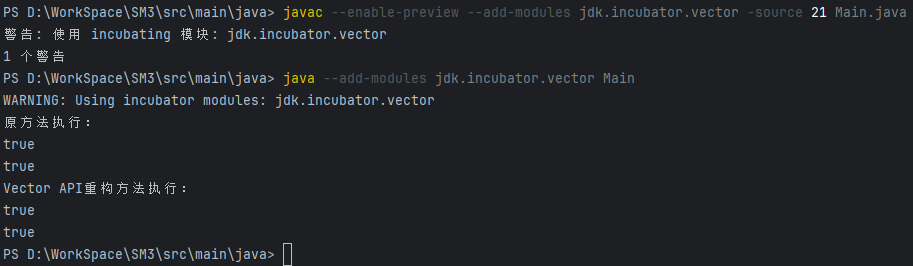 PS D:\WorkSpace\SM3\src\main\java> javac --enable-preview --add-modules jdk.incubator.vector -source 21 Main.java
警告: 使用 incubating 模块: jdk.incubator.vector
1 个警告
PS D:\WorkSpace\SM3\src\main\java> java --add-modules jdk.incubator.vector Main
WARNING: Using incubator modules: jdk.incubator.vector
原方法执行：
true
true
Vector API重构方法执行：
true
true
PS D:\WorkSpace\SM3\src\main\java>